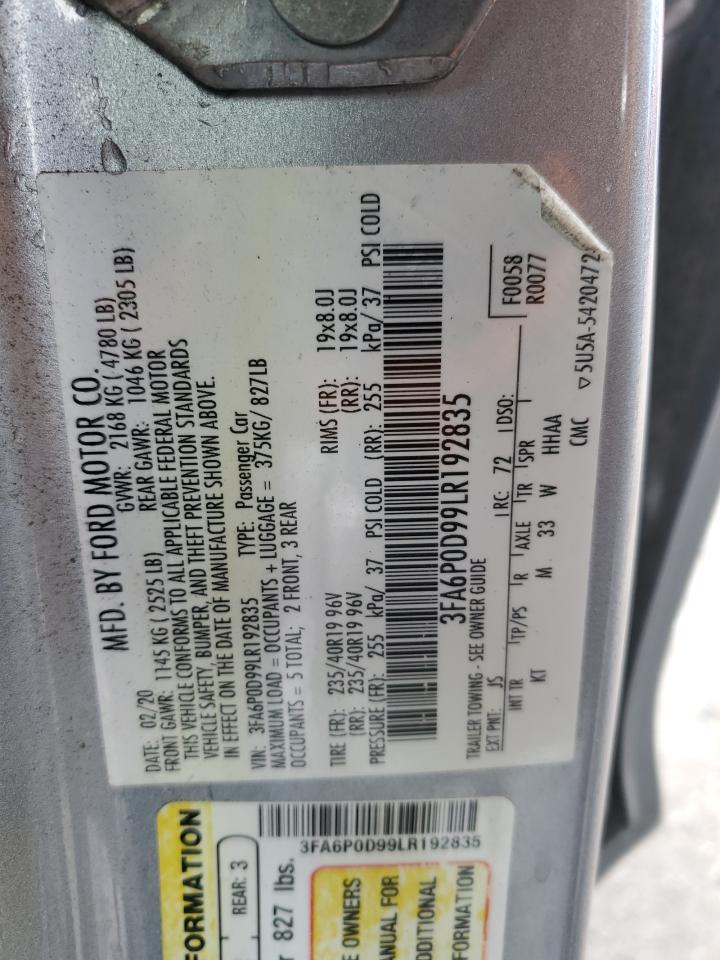 MFD. BY FORD MOTOR CO.
DATE: 02/20 GVWR: 2168 KG ( 4780 LB)
FRONT GAWR: 1145 KG ( 2525 LB) REAR GAWR: 1046 KG ( 2305 LB)
THIS VEHICLE CONFORMS TO ALL APPLICABLE FEDERAL MOTOR
VEHICLE SAFETY, BUMPER, AND THEFT PREVENTION STANDARDS
IN EFFECT ON THE DATE OF MANUFACTURE SHOWN ABOVE.
VIN: 3FA6P0D99LR192835 TYPE: Passenger Car
MAXIMUM LOAD = OCCUPANTS + LUGGAGE = 375KG/ 827LB
OCCUPANTS = 5 TOTAL; 2 FRONT, 3 REAR
TIRE (FR): 235/40R19 96V RIMS (FR): 19x8.0J
(RR): 235/40R19 96V (RR): 19x8.0J
PRESSURE (FR): 255 kPa/ 37 PSI COLD (RR): 255 kPa/ 37 PSI COLD
3FA6P0D99LR192835
TRAILER TOWING - SEE OWNER GUIDE F0058
R0077
EXT PNT: JS RC: 72 DSO:
INT TR TP/PS R AXLE TR SPR
KT M 33 W HHAA
CMC ▽5U5A-5420472-
FORMATION
REAR: 3
827 lbs.
3FA6P0D99LR192835
E OWNERS
ANUAL FOR
DDITIONAL
FORMATION